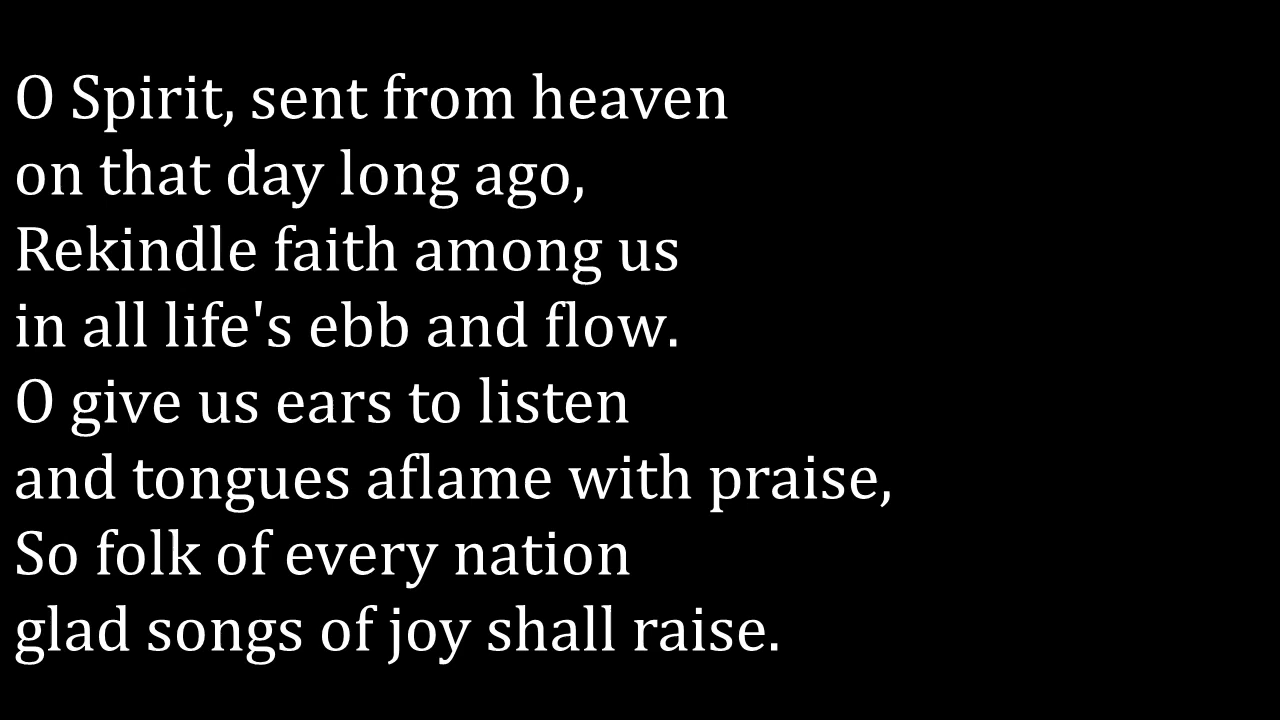 O Spirit, sent from heaven
on that day long ago,
Rekindle faith among us
in all life's ebb and flow.
O give us ears to listen
and tongues aflame with praise,
So folk of every nation
glad songs of joy shall raise.